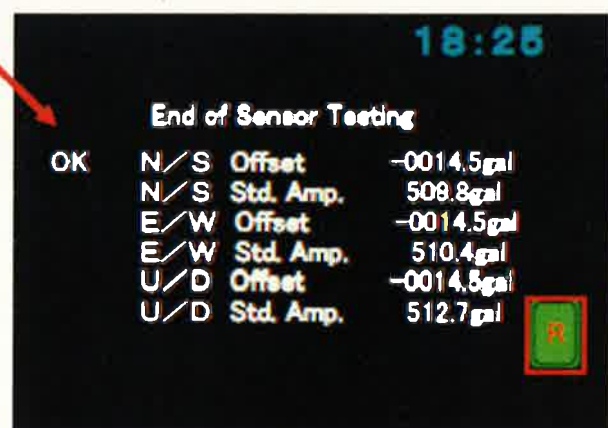 18:25
End of Sensor Testing
OK N/S Offset -0014.5gal
N/S Std. Amp. 509.8gal
E/W Offset -0014.5gal
E/W Std. Amp. 510.4gal
U/D Offset -0014.5gal
U/D Std. Amp. 512.7gal
R